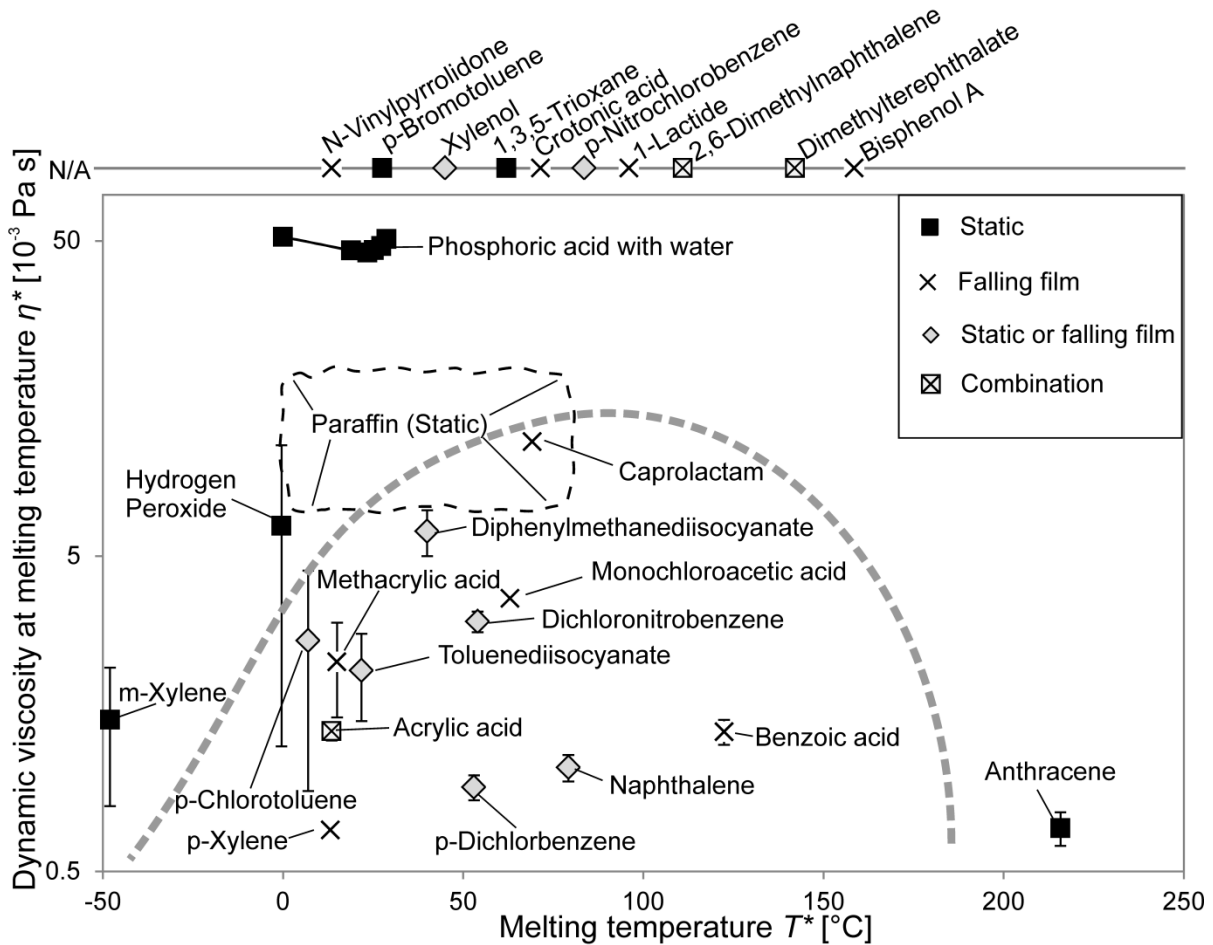 N-Vinylpyrrolidone
p-Bromotoluene
Xylenol
1,3,5-Trioxane
Crotonic acid
p-Nitrochlorobenzene
1-Lactide
2,6-Dimethylnaphthalene
Dimethylterephthalate
Bisphenol A
N/A
Dynamic viscosity at melting temperature η* [10⁻³ Pa s]
50
5
0.5
Static
Falling film
Static or falling film
Combination
Phosphoric acid with water
Paraffin (Static)
Caprolactam
Hydrogen
Peroxide
Diphenylmethanediisocyanate
Methacrylic acid
Monochloroacetic acid
Dichloronitrobenzene
Toluenediisocyanate
m-Xylene
Acrylic acid
Benzoic acid
Anthracene
Naphthalene
p-Chlorotoluene
p-Xylene
p-Dichlorbenzene
-50
0
50
100
150
200
250
Melting temperature T* [°C]